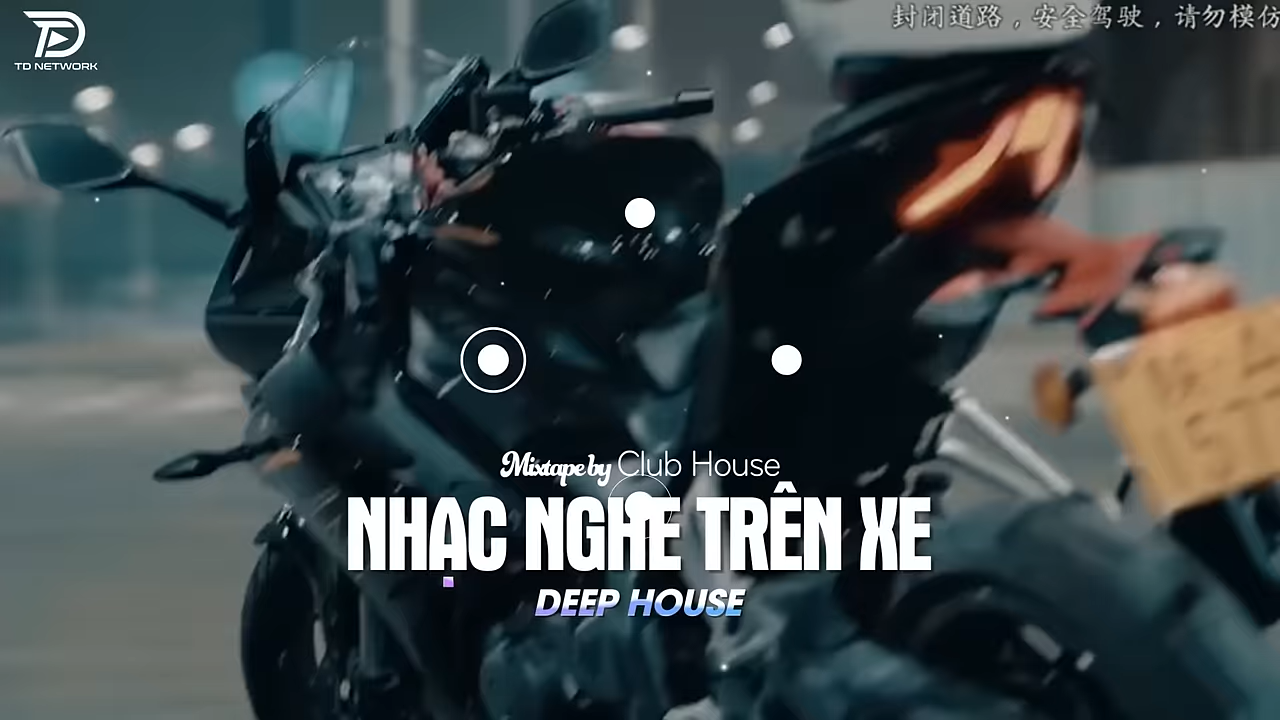 TD NETWORK
封闭道路，安全驾驶，请勿模仿
Mixtape by Club House
NHẠC NGHE TRÊN XE
DEEP HOUSE